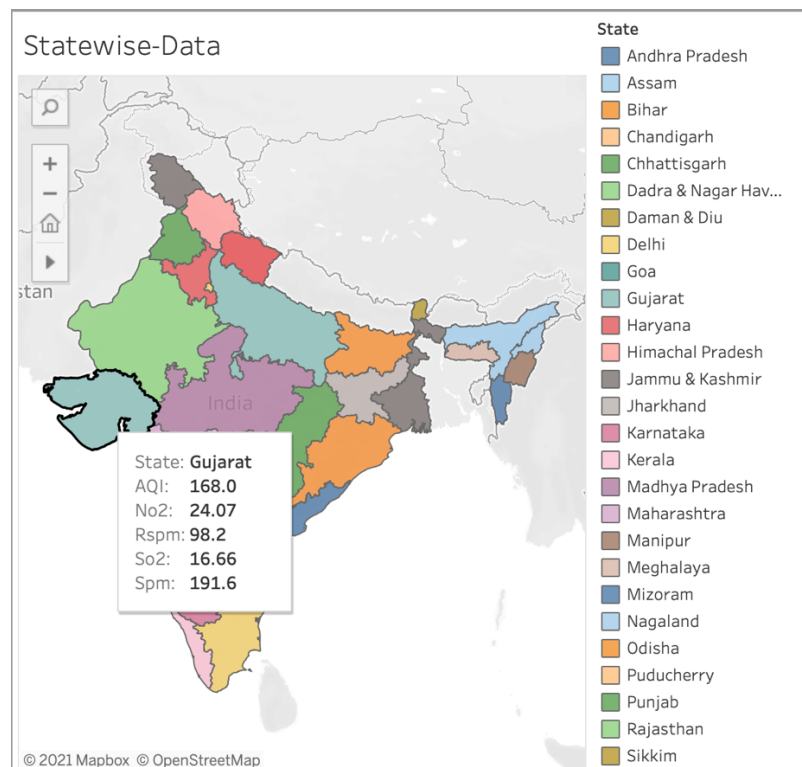 Statewise-Data
stan
India
State: Gujarat
AQI: 168.0
No2: 24.07
Rspm: 98.2
So2: 16.66
Spm: 191.6
© 2021 Mapbox © OpenStreetMap
State
Andhra Pradesh
Assam
Bihar
Chandigarh
Chhattisgarh
Dadra & Nagar Hav...
Daman & Diu
Delhi
Goa
Gujarat
Haryana
Himachal Pradesh
Jammu & Kashmir
Jharkhand
Karnataka
Kerala
Madhya Pradesh
Maharashtra
Manipur
Meghalaya
Mizoram
Nagaland
Odisha
Puducherry
Punjab
Rajasthan
Sikkim